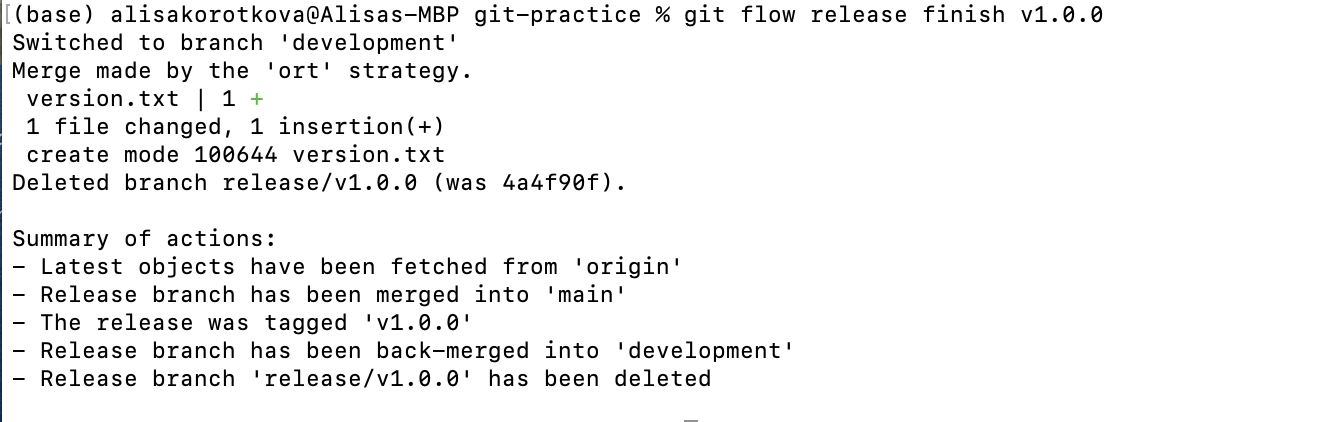 [(base) alisakorotkova@Alisas-MBP git-practice % git flow release finish v1.0.0
Switched to branch 'development'
Merge made by the 'ort' strategy.
 version.txt | 1 +
 1 file changed, 1 insertion(+)
 create mode 100644 version.txt
Deleted branch release/v1.0.0 (was 4a4f90f).

Summary of actions:
- Latest objects have been fetched from 'origin'
- Release branch has been merged into 'main'
- The release was tagged 'v1.0.0'
- Release branch has been back-merged into 'development'
- Release branch 'release/v1.0.0' has been deleted